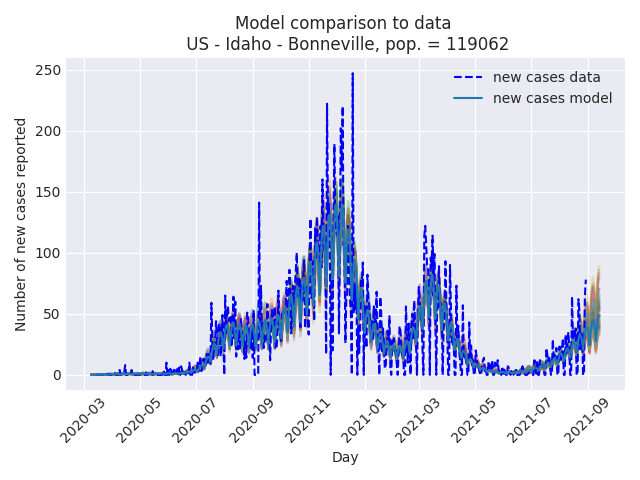 Model comparison to data
US - Idaho - Bonneville, pop. = 119062
new cases data
new cases model
Number of new cases reported
250
200
150
100
50
0
2020-03
2020-05
2020-07
2020-09
2020-11
2021-01
2021-03
2021-05
2021-07
2021-09
Day